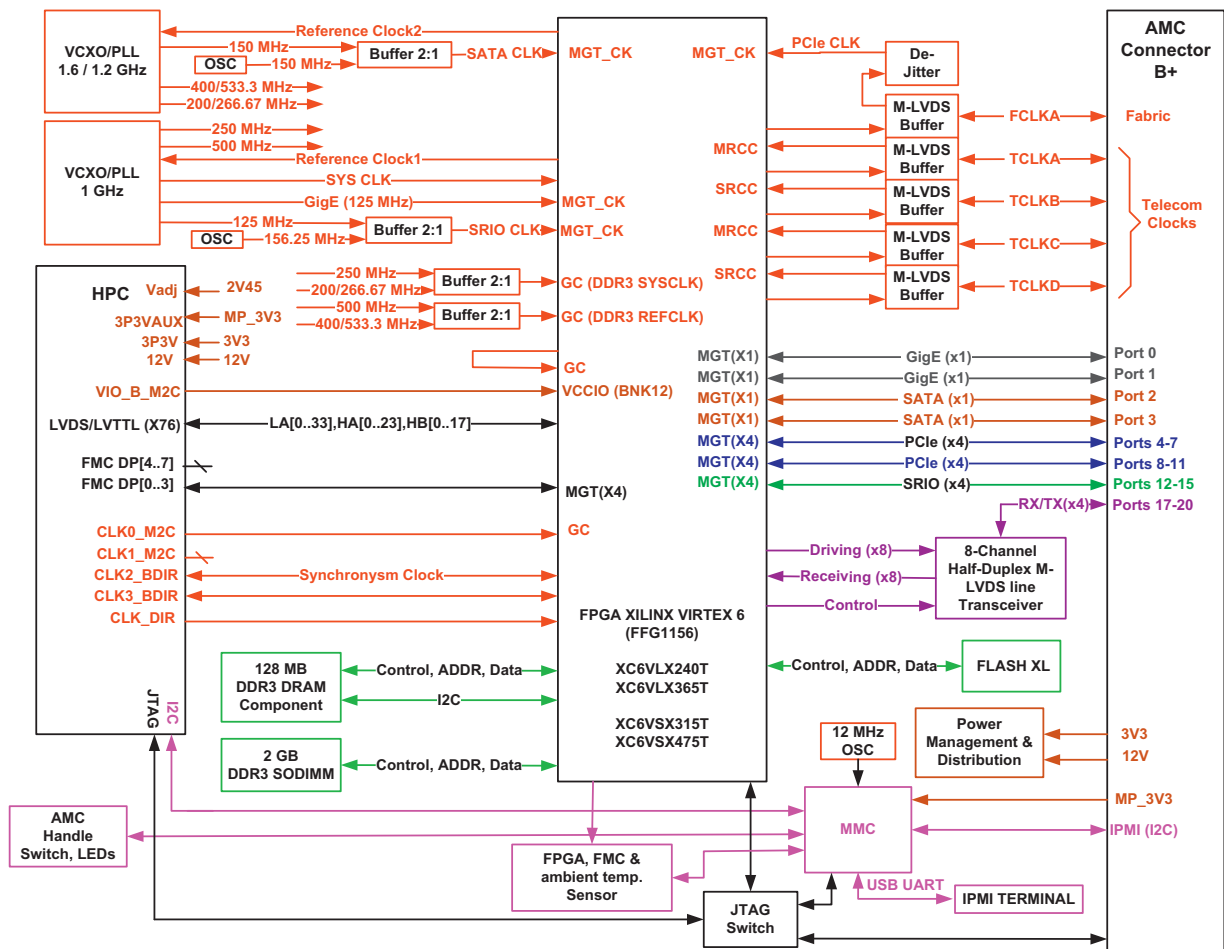 VCXO/PLL
1.6 / 1.2 GHz
Reference Clock2
150 MHz
OSC
150 MHz
Buffer 2:1
SATA CLK
MGT_CK
400/533.3 MHz
200/266.67 MHz
VCXO/PLL
1 GHz
250 MHz
500 MHz
Reference Clock1
SYS CLK
GigE (125 MHz)
MGT_CK
125 MHz
OSC
156.25 MHz
Buffer 2:1
SRIO CLK
MGT_CK
250 MHz
200/266.67 MHz
Buffer 2:1
GC (DDR3 SYSCLK)
500 MHz
400/533.3 MHz
Buffer 2:1
GC (DDR3 REFCLK)
GC
HPC
Vadj
2V45
3P3VAUX
MP_3V3
3P3V
3V3
12V
12V
VIO_B_M2C
VCCIO (BNK12)
LVDS/LVTTL (X76)
LA[0..33],HA[0..23],HB[0..17]
FMC DP[4..7]
FMC DP[0..3]
MGT(X4)
CLK0_M2C
GC
CLK1_M2C
CLK2_BDIR
Synchronysm Clock
CLK3_BDIR
CLK_DIR
JTAG
I2C
128 MB
DDR3 DRAM
Component
Control, ADDR, Data
I2C
2 GB
DDR3 SODIMM
Control, ADDR, Data
FPGA XILINX VIRTEX 6
(FFG1156)
XC6VLX240T
XC6VLX365T
XC6VSX315T
XC6VSX475T
MGT_CK
PCIe CLK
De-
Jitter
M-LVDS
Buffer
FCLKA
Fabric
MRCC
M-LVDS
Buffer
TCLKA
SRCC
M-LVDS
Buffer
TCLKB
MRCC
M-LVDS
Buffer
TCLKC
SRCC
M-LVDS
Buffer
TCLKD
Telecom
Clocks
AMC
Connector
B+
MGT(X1)
GigE (x1)
Port 0
MGT(X1)
GigE (x1)
Port 1
MGT(X1)
SATA (x1)
Port 2
MGT(X1)
SATA (x1)
Port 3
MGT(X4)
PCIe (x4)
Ports 4-7
MGT(X4)
PCIe (x4)
Ports 8-11
MGT(X4)
SRIO (x4)
Ports 12-15
RX/TX(x4)
Ports 17-20
Driving (x8)
Receiving (x8)
Control
8-Channel
Half-Duplex M-
LVDS line
Transceiver
Control, ADDR, Data
FLASH XL
12 MHz
OSC
Power
Management &
Distribution
3V3
12V
MP_3V3
MMC
IPMI (I2C)
AMC
Handle
Switch, LEDs
FPGA, FMC &
ambient temp.
Sensor
USB UART
IPMI TERMINAL
JTAG
Switch